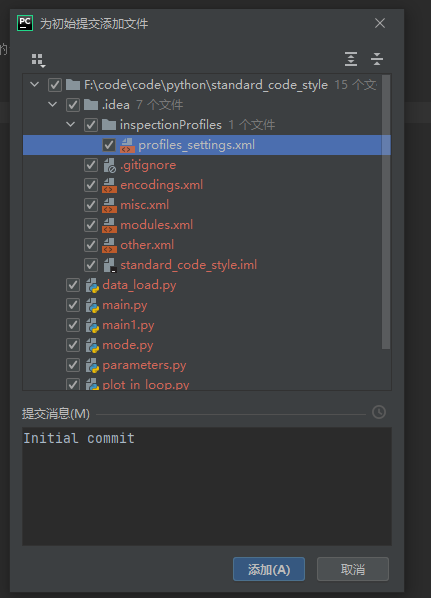 PC
为初始提交添加文件
的
F:\code\code\python\standard_code_style 15 个文
.idea 7 个文件
inspectionProfiles 1 个文件
profiles_settings.xml
.gitignore
encodings.xml
misc.xml
modules.xml
other.xml
standard_code_style.iml
data_load.py
main.py
main1.py
mode.py
parameters.py
plot_in_loop.py
提交消息(M)
Initial commit
添加(A)
取消